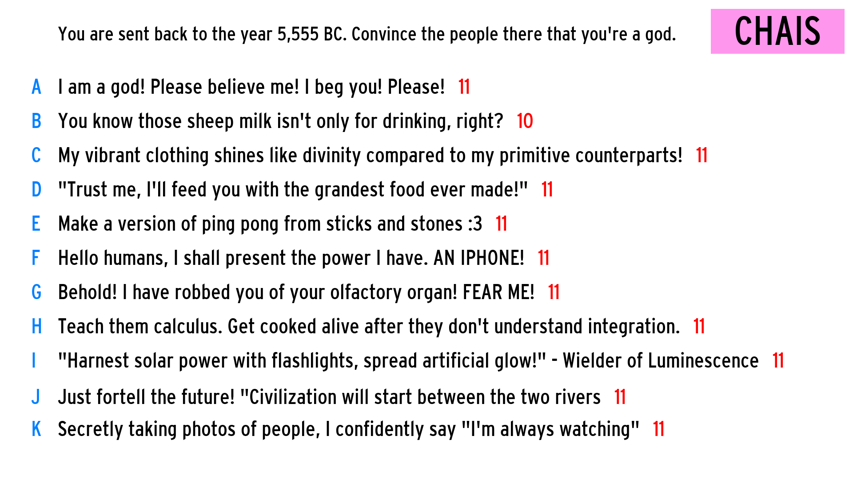 You are sent back to the year 5,555 BC. Convince the people there that you're a god.
CHAIS
A I am a god! Please believe me! I beg you! Please! 11
B You know those sheep milk isn't only for drinking, right? 10
C My vibrant clothing shines like divinity compared to my primitive counterparts! 11
D "Trust me, I'll feed you with the grandest food ever made!" 11
E Make a version of ping pong from sticks and stones :3 11
F Hello humans, I shall present the power I have. AN IPHONE! 11
G Behold! I have robbed you of your olfactory organ! FEAR ME! 11
H Teach them calculus. Get cooked alive after they don't understand integration. 11
I "Harnest solar power with flashlights, spread artificial glow!" - Wielder of Luminescence 11
J Just fortell the future! "Civilization will start between the two rivers 11
K Secretly taking photos of people, I confidently say "I'm always watching" 11